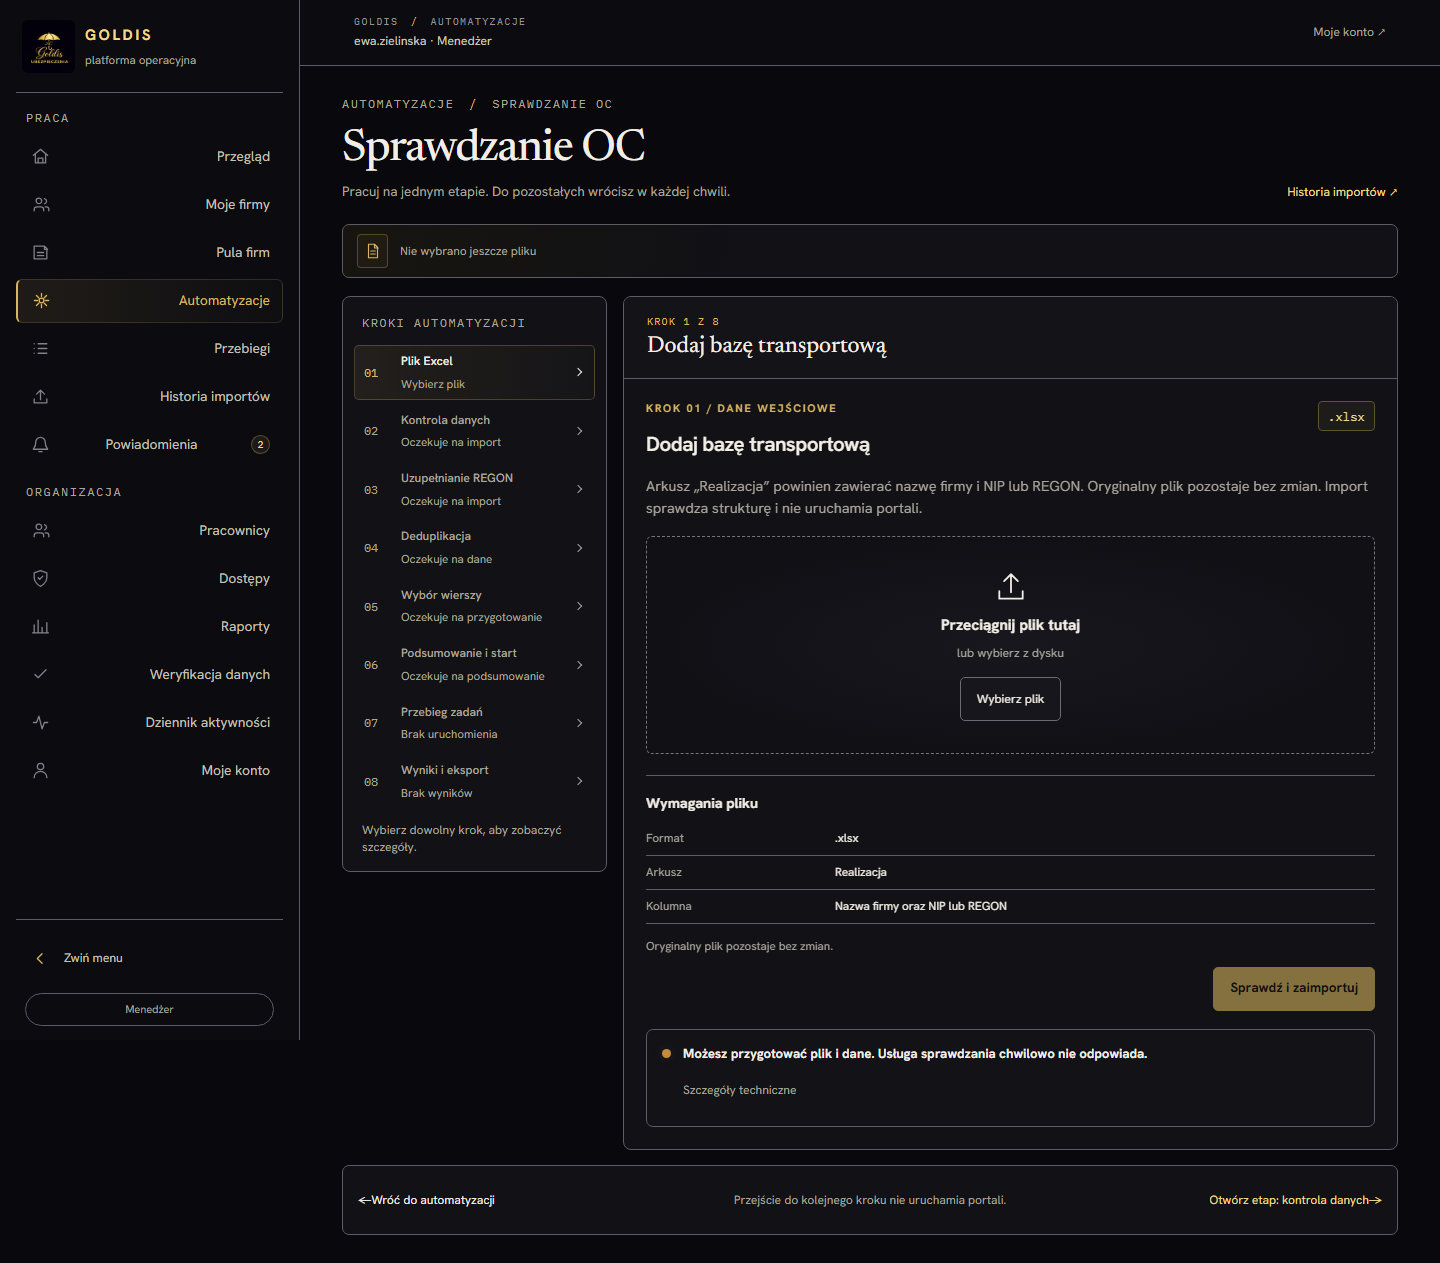 Goldis
UBEZPIECZENIA
GOLDIS
platforma operacyjna
PRACA
Przegląd
Moje firmy
Pula firm
Automatyzacje
Przebiegi
Historia importów
Powiadomienia 2
ORGANIZACJA
Pracownicy
Dostępy
Raporty
Weryfikacja danych
Dziennik aktywności
Moje konto
Zwiń menu
Menedżer
GOLDIS / AUTOMATYZACJE
ewa.zielinska · Menedżer
Moje konto ↗
AUTOMATYZACJE / SPRAWDZANIE OC
Sprawdzanie OC
Pracuj na jednym etapie. Do pozostałych wrócisz w każdej chwili.
Historia importów ↗
Nie wybrano jeszcze pliku
KROKI AUTOMATYZACJI
01 Plik Excel
Wybierz plik
02 Kontrola danych
Oczekuje na import
03 Uzupełnianie REGON
Oczekuje na import
04 Deduplikacja
Oczekuje na dane
05 Wybór wierszy
Oczekuje na przygotowanie
06 Podsumowanie i start
Oczekuje na podsumowanie
07 Przebieg zadań
Brak uruchomienia
08 Wyniki i eksport
Brak wyników
Wybierz dowolny krok, aby zobaczyć
szczegóły.
KROK 1 Z 8
Dodaj bazę transportową
KROK 01 / DANE WEJŚCIOWE
.xlsx
Dodaj bazę transportową
Arkusz „Realizacja” powinien zawierać nazwę firmy i NIP lub REGON. Oryginalny plik pozostaje bez zmian. Import
sprawdza strukturę i nie uruchamia portali.
Przeciągnij plik tutaj
lub wybierz z dysku
Wybierz plik
Wymagania pliku
Format .xlsx
Arkusz Realizacja
Kolumna Nazwa firmy oraz NIP lub REGON
Oryginalny plik pozostaje bez zmian.
Sprawdź i zaimportuj
Możesz przygotować plik i dane. Usługa sprawdzania chwilowo nie odpowiada.
Szczegóły techniczne
←Wróć do automatyzacji
Przejście do kolejnego kroku nie uruchamia portali.
Otwórz etap: kontrola danych→